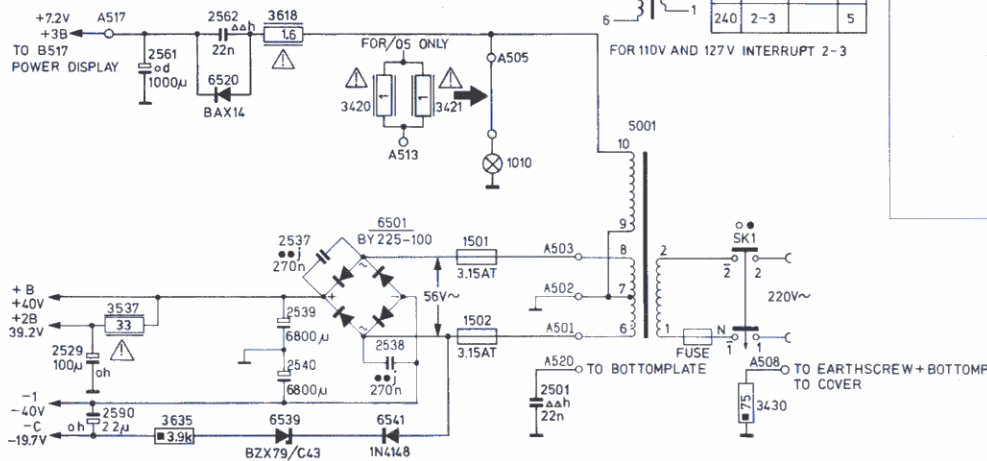 +7.2V
A517
2562
3618
+3B
△△h
1.6
22n
TO B517
POWER DISPLAY
2561
od
1000µ
6520
BAX14
FOR/05 ONLY
A505
3420
1
1
3421
A513
1010
6
1
240 2-3 5
FOR 110V AND 127V INTERRUPT 2-3
S001
10
9
8
7
6
2
1
SK1
2
2
220V~
FUSE
N
1
1
6501
BY225-100
2537
●●j
270n
~
+
-
~
1501
3.15AT
A503
56V~
A502
1502
3.15AT
A501
+B
+40V
+2B
39.2V
3537
33
2539
6800µ
2540
6800µ
2538
●●j
270n
2529
100µ
oh
A520
TO BOTTOMPLATE
2501
△△h
22n
A508
TO EARTHSCREW+BOTTOMP
TO COVER
■75
3430
-1
-40V
-C
-19.7V
2590
oh
22µ
3635
■3.9k
6539
BZX79/C43
6541
1N4148